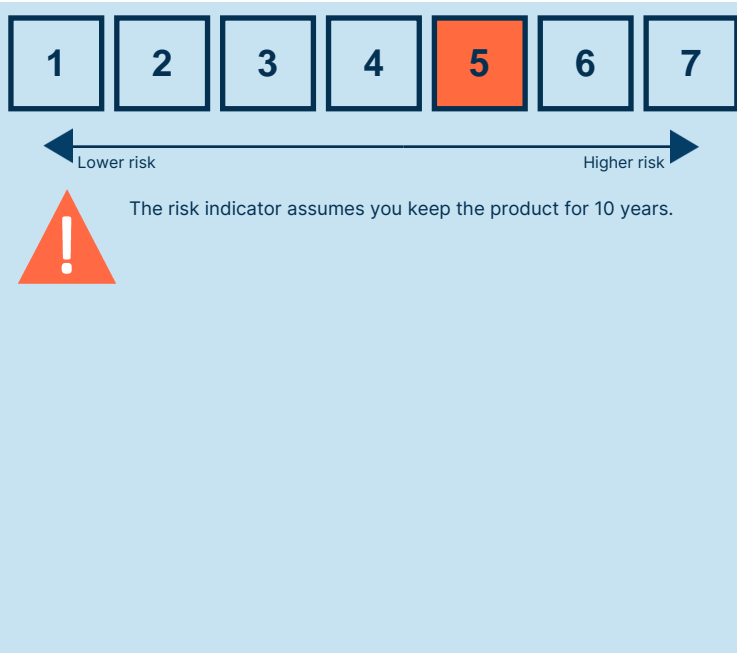 1 2 3 4 5 6 7
Lower risk Higher risk
! The risk indicator assumes you keep the product for 10 years.